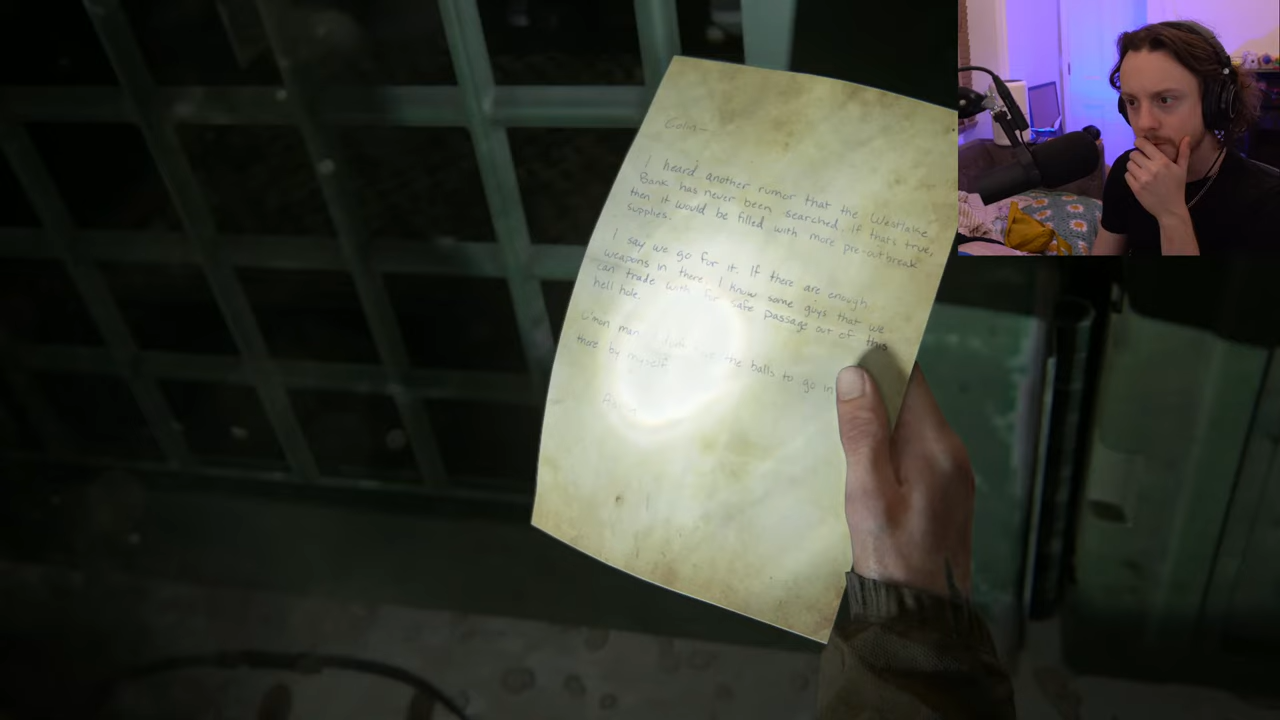 Colin-
I heard another rumor that the Westlake
Bank has never been searched. If thats true,
then it would be filled with more pre-outbreak
supplies.
I say we go for it. If there are enough
weapons in there, I know some guys that we
can trade with for safe passage out of this
hell hole.
C'mon man the balls to go in
there by myself